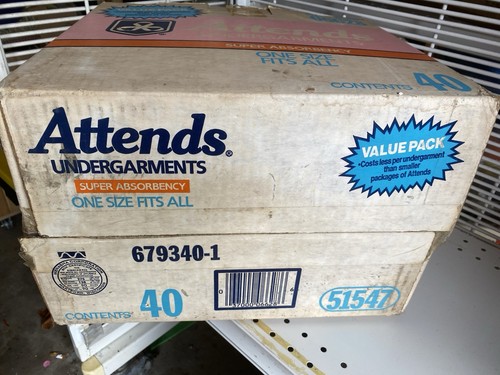 Attends
SUPER ABSORBENCY
ONE SIZE
FITS ALL
CONTENTS 40
Attends®
UNDERGARMENTS
SUPER ABSORBENCY
ONE SIZE FITS ALL
VALUE PACK
•Costs less per undergarment
than smaller
packages of Attends
679340-1
CONTENTS 40
51547